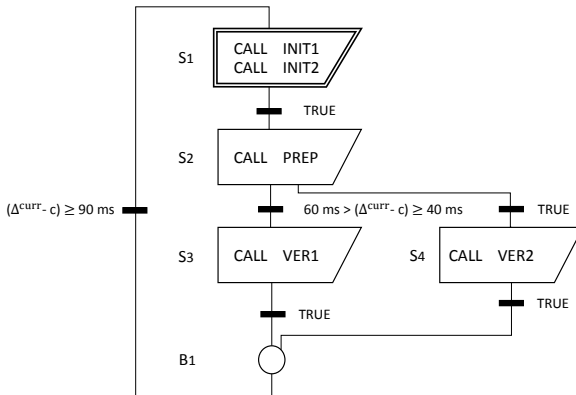 S1
CALL INIT1
CALL INIT2
TRUE
S2
CALL PREP
(Δcurr- c) ≥ 90 ms
60 ms > (Δcurr- c) ≥ 40 ms
TRUE
S3
CALL VER1
S4
CALL VER2
TRUE
TRUE
B1